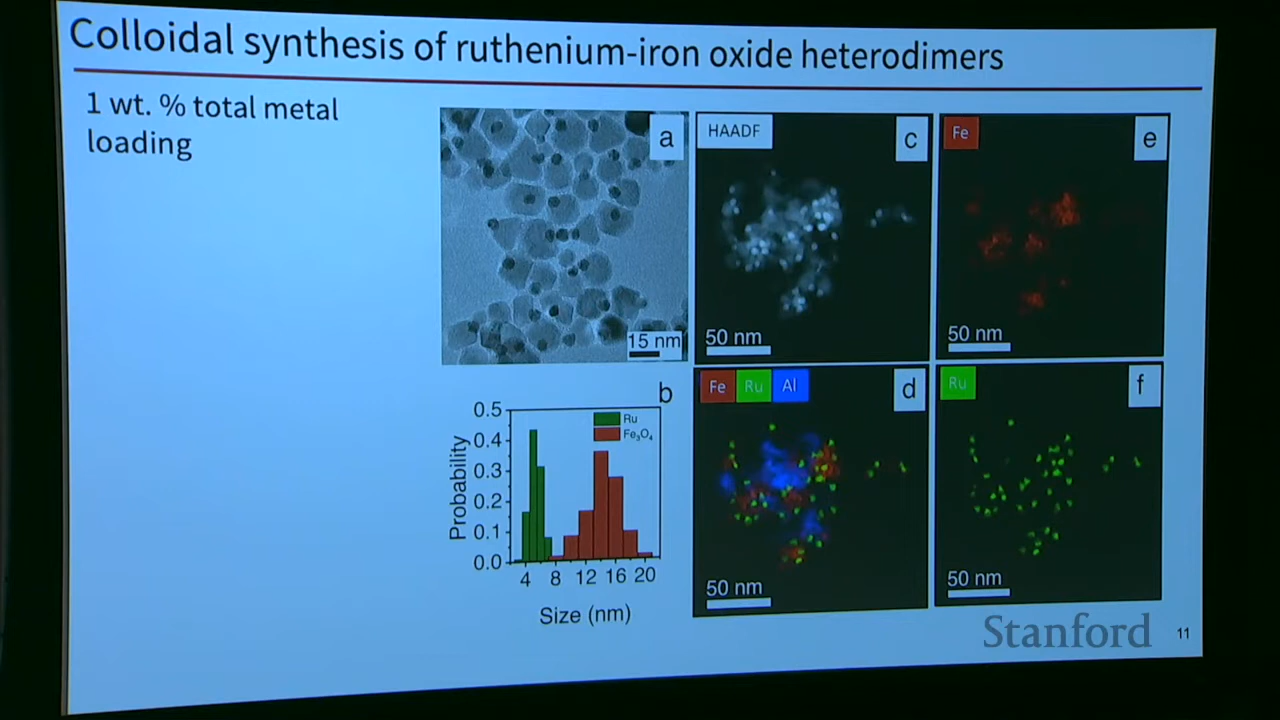 Colloidal synthesis of ruthenium-iron oxide heterodimers
1 wt. % total metal
loading
a
15 nm
HAADF
c
50 nm
Fe
e
50 nm
b
0.5
0.4
0.3
0.2
0.1
0.0
Probability
Ru
Fe₃O₄
4 8 12 16 20
Size (nm)
Fe Ru Al
d
50 nm
Ru
f
50 nm
Stanford
11